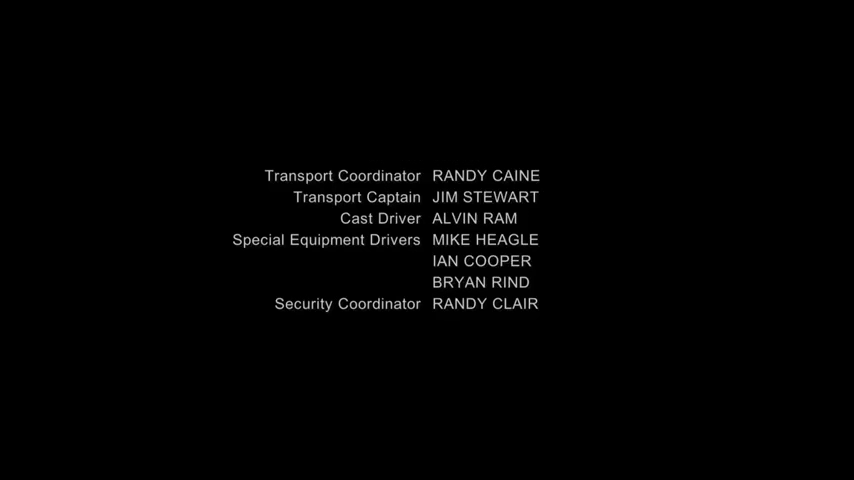 Transport Coordinator RANDY CAINE
Transport Captain JIM STEWART
Cast Driver ALVIN RAM
Special Equipment Drivers MIKE HEAGLE
IAN COOPER
BRYAN RIND
Security Coordinator RANDY CLAIR